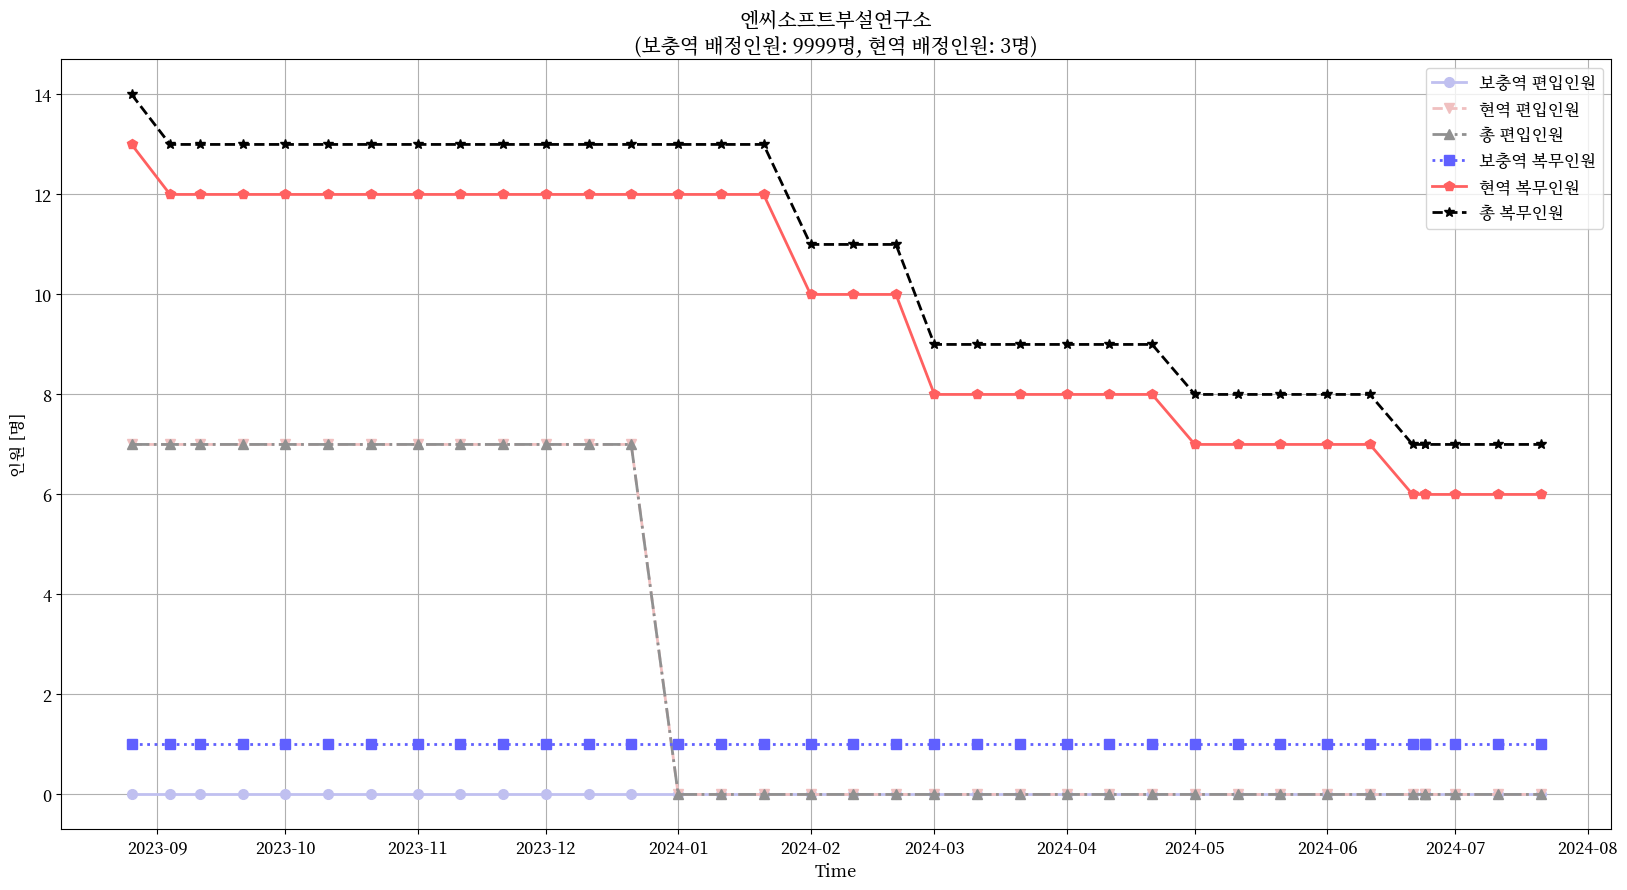 엔씨소프트부설연구소
(보충역 배정인원: 9999명, 현역 배정인원: 3명)
보충역 편입인원
현역 편입인원
총 편입인원
보충역 복무인원
현역 복무인원
총 복무인원
인원 [명]
14
12
10
8
6
4
2
0
2023-09
2023-10
2023-11
2023-12
2024-01
2024-02
2024-03
2024-04
2024-05
2024-06
2024-07
2024-08
Time